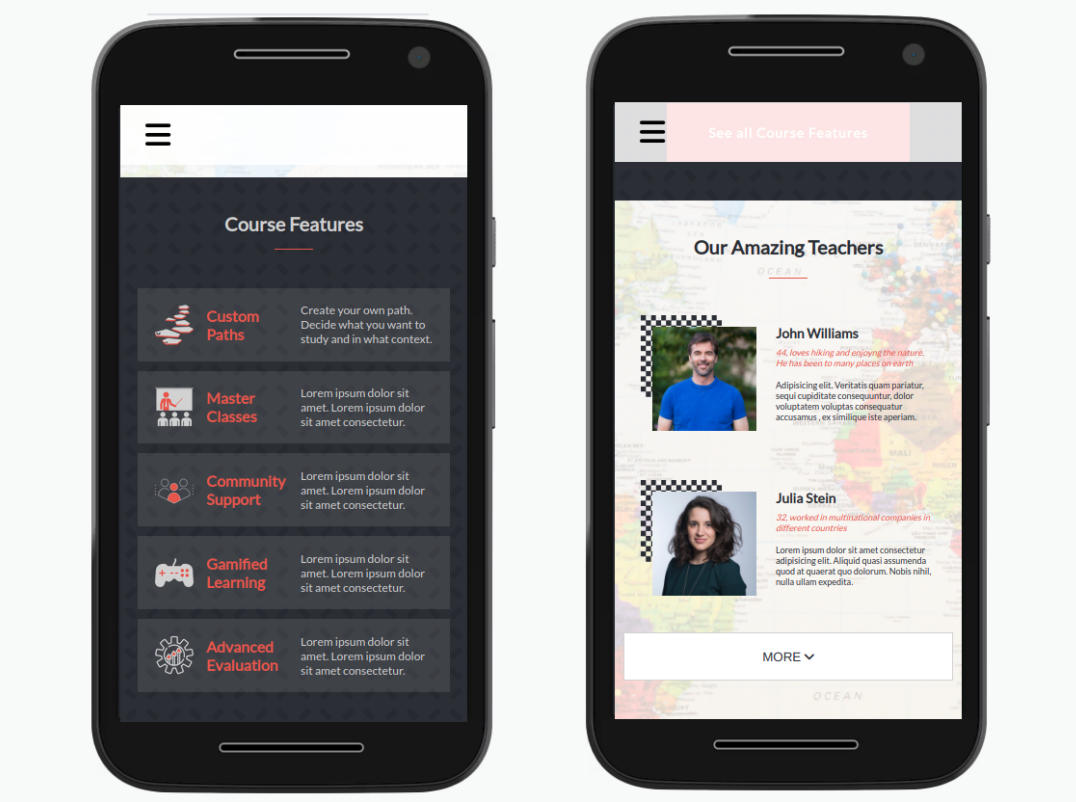 Course Features
Custom
Paths
Create your own path.
Decide what you want to
study and in what context.
Master
Classes
Lorem ipsum dolor sit
amet. Lorem ipsum dolor
sit amet consectetur.
Community
Support
Lorem ipsum dolor sit
amet. Lorem ipsum dolor
sit amet consectetur.
Gamified
Learning
Lorem ipsum dolor sit
amet. Lorem ipsum dolor
sit amet consectetur.
Advanced
Evaluation
Lorem ipsum dolor sit
amet. Lorem ipsum dolor
sit amet consectetur.
See all Course Features
Our Amazing Teachers
OCEAN
John Williams
44, loves hiking and enjoyng the nature.
He has been to many places on earth
Adipisicing elit. Veritatis quam pariatur,
sequi cupiditate consequuntur, dolor
voluptatem voluptas consequatur
accusamus , ex similique iste aperiam.
MALI
Julia Stein
32, worked in multinational companies in
different countries
Lorem ipsum dolor sit amet consectetur
adipisicing elit. Aliquid quasi assumenda
quod at quaerat quo dolorum. Nobis nihil,
nulla ullam expedita.
MORE
OCEAN